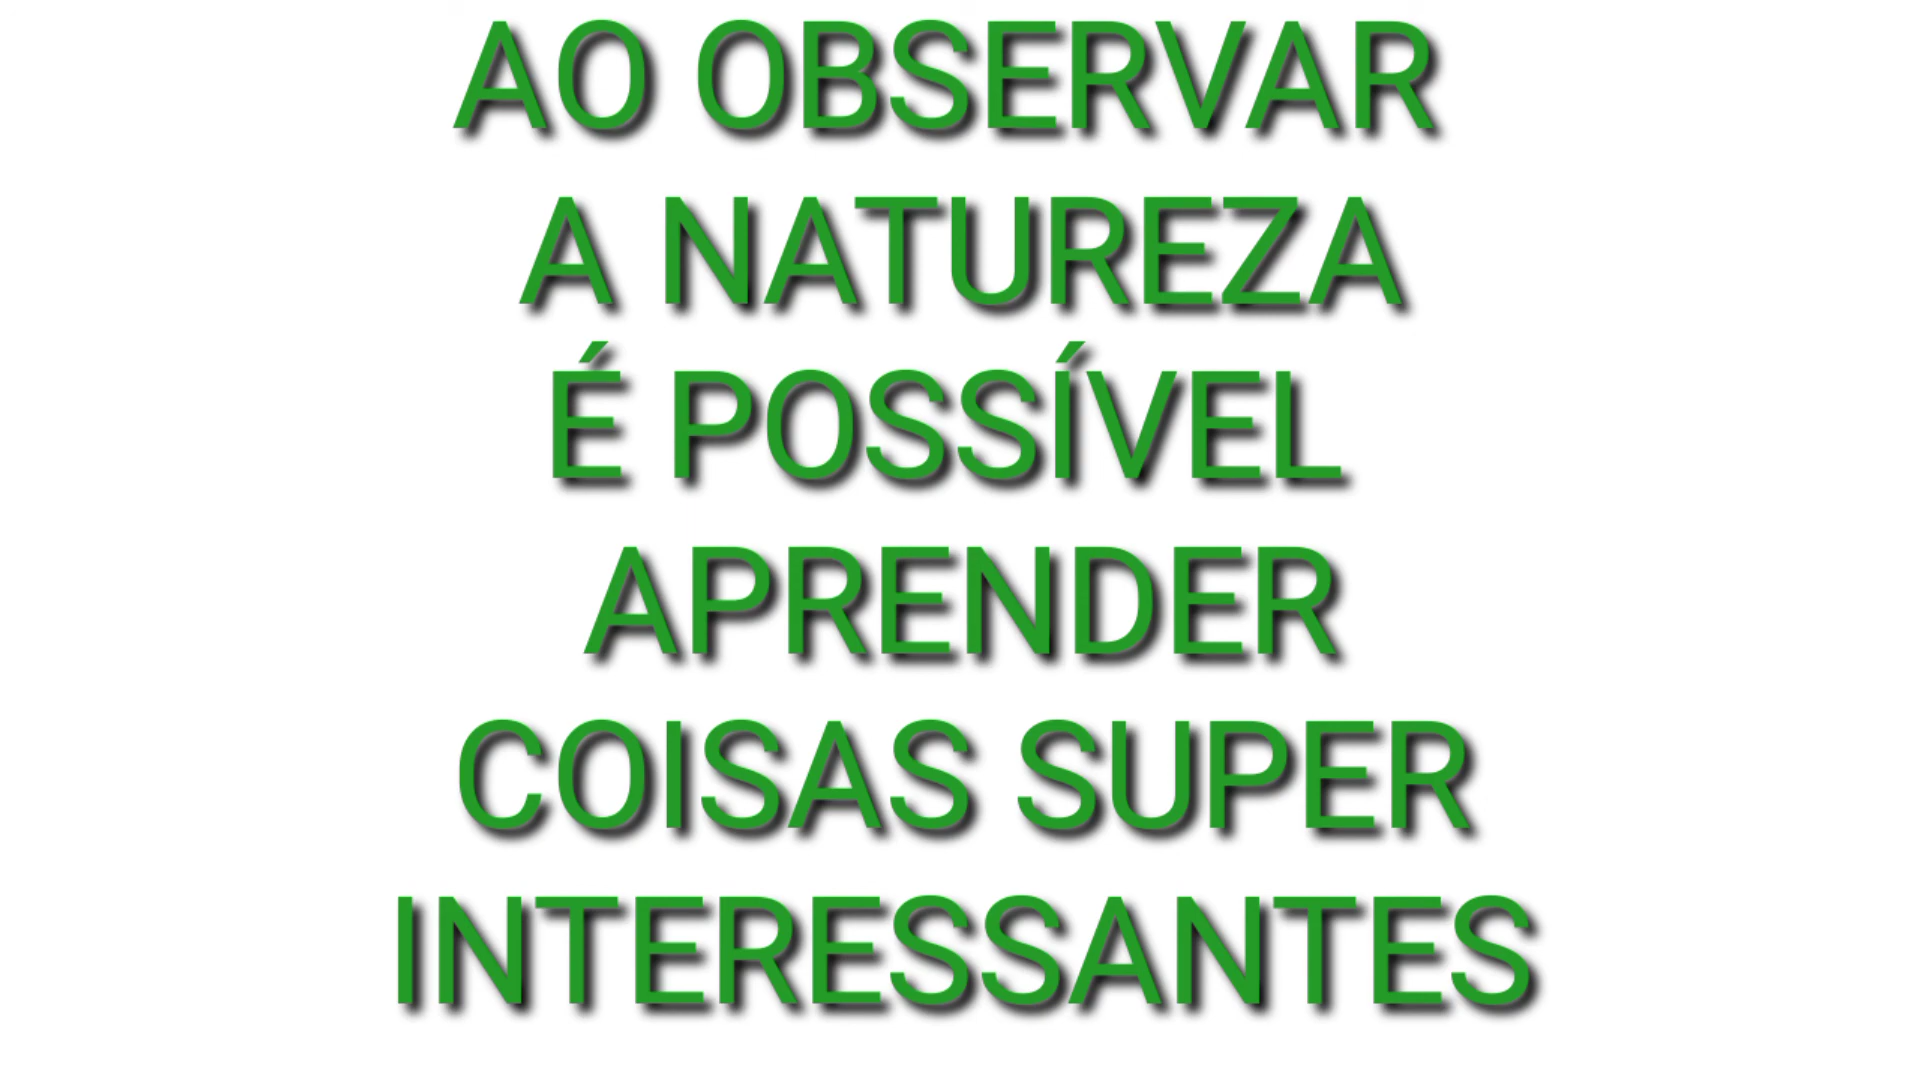 AO OBSERVAR
A NATUREZA
É POSSÍVEL
APRENDER
COISAS SUPER
INTERESSANTES